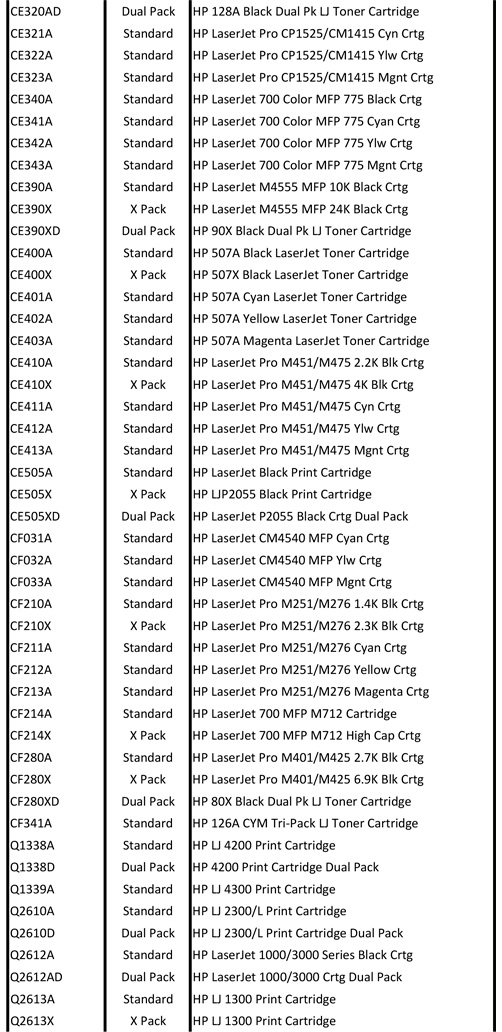 CE320AD Dual Pack HP 128A Black Dual Pk LJ Toner Cartridge
CE321A Standard HP LaserJet Pro CP1525/CM1415 Cyn Crtg
CE322A Standard HP LaserJet Pro CP1525/CM1415 Ylw Crtg
CE323A Standard HP LaserJet Pro CP1525/CM1415 Mgnt Crtg
CE340A Standard HP LaserJet 700 Color MFP 775 Black Crtg
CE341A Standard HP LaserJet 700 Color MFP 775 Cyan Crtg
CE342A Standard HP LaserJet 700 Color MFP 775 Ylw Crtg
CE343A Standard HP LaserJet 700 Color MFP 775 Mgnt Crtg
CE390A Standard HP LaserJet M4555 MFP 10K Black Crtg
CE390X X Pack HP LaserJet M4555 MFP 24K Black Crtg
CE390XD Dual Pack HP 90X Black Dual Pk LJ Toner Cartridge
CE400A Standard HP 507A Black LaserJet Toner Cartridge
CE400X X Pack HP 507X Black LaserJet Toner Cartridge
CE401A Standard HP 507A Cyan LaserJet Toner Cartridge
CE402A Standard HP 507A Yellow LaserJet Toner Cartridge
CE403A Standard HP 507A Magenta LaserJet Toner Cartridge
CE410A Standard HP LaserJet Pro M451/M475 2.2K Blk Crtg
CE410X X Pack HP LaserJet Pro M451/M475 4K Blk Crtg
CE411A Standard HP LaserJet Pro M451/M475 Cyn Crtg
CE412A Standard HP LaserJet Pro M451/M475 Ylw Crtg
CE413A Standard HP LaserJet Pro M451/M475 Mgnt Crtg
CE505A Standard HP LaserJet Black Print Cartridge
CE505X X Pack HP LJP2055 Black Print Cartridge
CE505XD Dual Pack HP LaserJet P2055 Black Crtg Dual Pack
CF031A Standard HP LaserJet CM4540 MFP Cyan Crtg
CF032A Standard HP LaserJet CM4540 MFP Ylw Crtg
CF033A Standard HP LaserJet CM4540 MFP Mgnt Crtg
CF210A Standard HP LaserJet Pro M251/M276 1.4K Blk Crtg
CF210X X Pack HP LaserJet Pro M251/M276 2.3K Blk Crtg
CF211A Standard HP LaserJet Pro M251/M276 Cyan Crtg
CF212A Standard HP LaserJet Pro M251/M276 Yellow Crtg
CF213A Standard HP LaserJet Pro M251/M276 Magenta Crtg
CF214A Standard HP LaserJet 700 MFP M712 Cartridge
CF214X X Pack HP LaserJet 700 MFP M712 High Cap Crtg
CF280A Standard HP LaserJet Pro M401/M425 2.7K Blk Crtg
CF280X X Pack HP LaserJet Pro M401/M425 6.9K Blk Crtg
CF280XD Dual Pack HP 80X Black Dual Pk LJ Toner Cartridge
CF341A Standard HP 126A CYM Tri-Pack LJ Toner Cartridge
Q1338A Standard HP LJ 4200 Print Cartridge
Q1338D Dual Pack HP 4200 Print Cartridge Dual Pack
Q1339A Standard HP LJ 4300 Print Cartridge
Q2610A Standard HP LJ 2300/L Print Cartridge
Q2610D Dual Pack HP LJ 2300/L Print Cartridge Dual Pack
Q2612A Standard HP LaserJet 1000/3000 Series Black Crtg
Q2612AD Dual Pack HP LaserJet 1000/3000 Crtg Dual Pack
Q2613A Standard HP LJ 1300 Print Cartridge
Q2613X X Pack HP LJ 1300 Print Cartridge